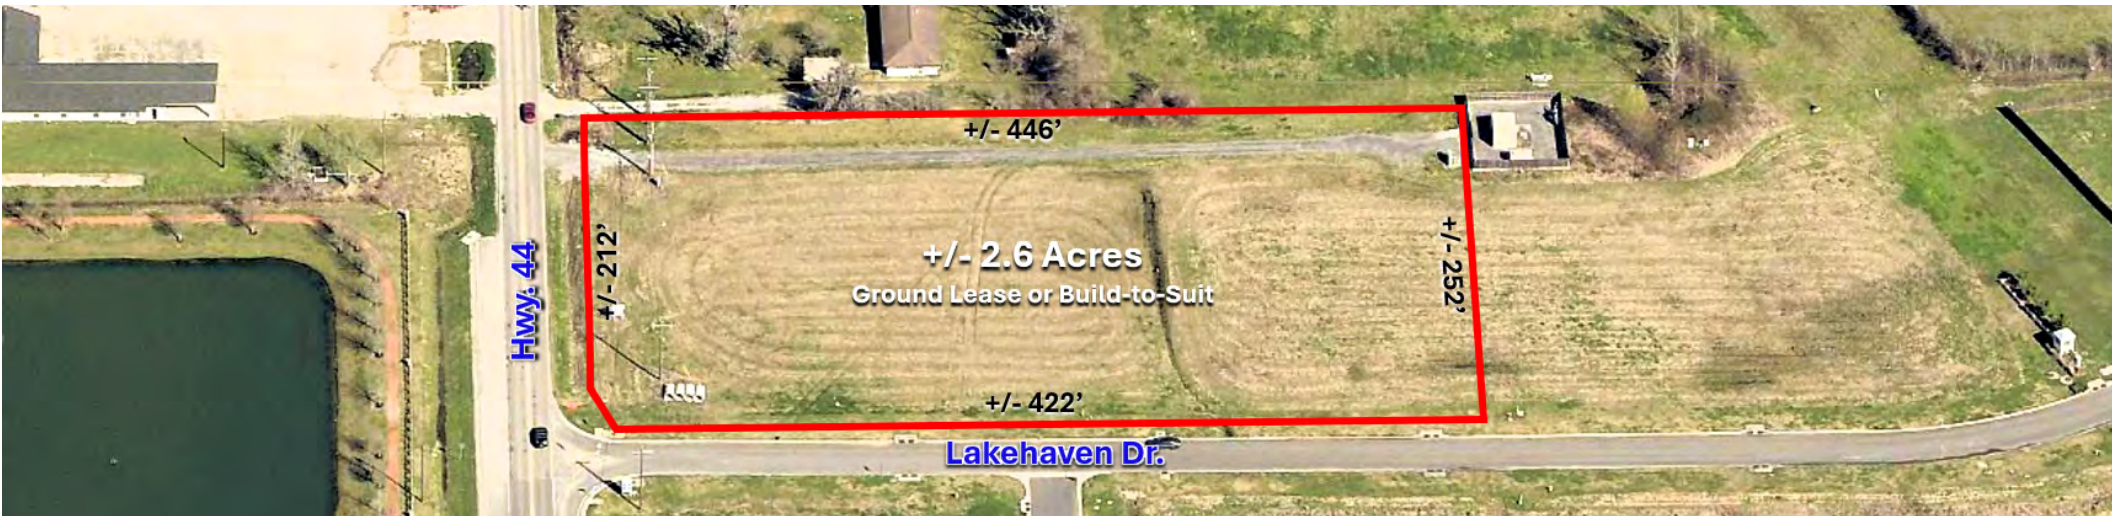 +/- 446’
+/- 212’
Hwy. 44
+/- 2.6 Acres
Ground Lease or Build-to-Suit
+/- 252’
+/- 422’
Lakehaven Dr.